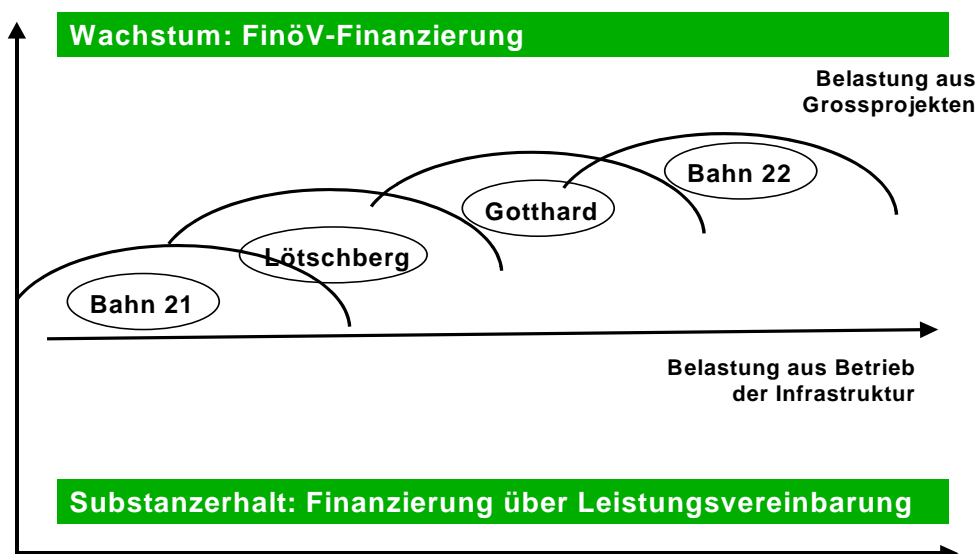 Wachstum: FinöV-Finanzierung
Belastung aus
Grossprojekten
Bahn 22
Gotthard
Lötschberg
Bahn 21
Belastung aus Betrieb
der Infrastruktur
Substanzerhalt: Finanzierung über Leistungsvereinbarung